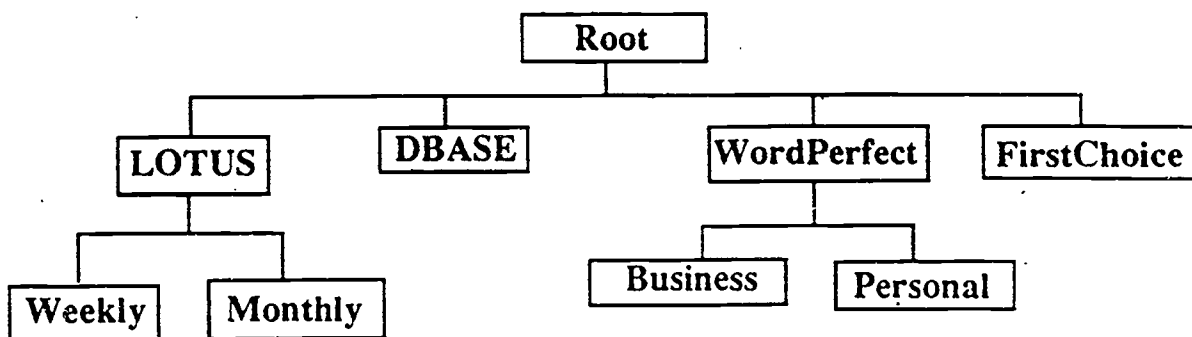 Root
LOTUS
DBASE
WordPerfect
FirstChoice
Weekly
Monthly
Business
Personal